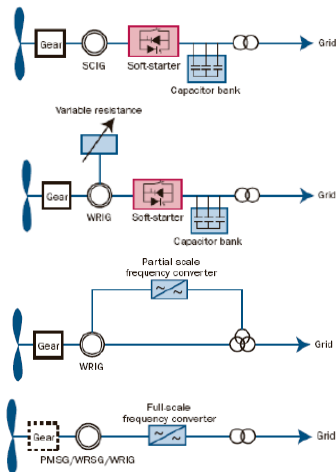 Gear
SCIG
Soft-starter
Capacitor bank
Grid
Variable resistance
Gear
WRIG
Soft-starter
Capacitor bank
Grid
Partial scale
frequency converter
Gear
WRIG
Grid
Full-scale
frequency converter
Gear
PMSG/WRSG/WRIG
Grid